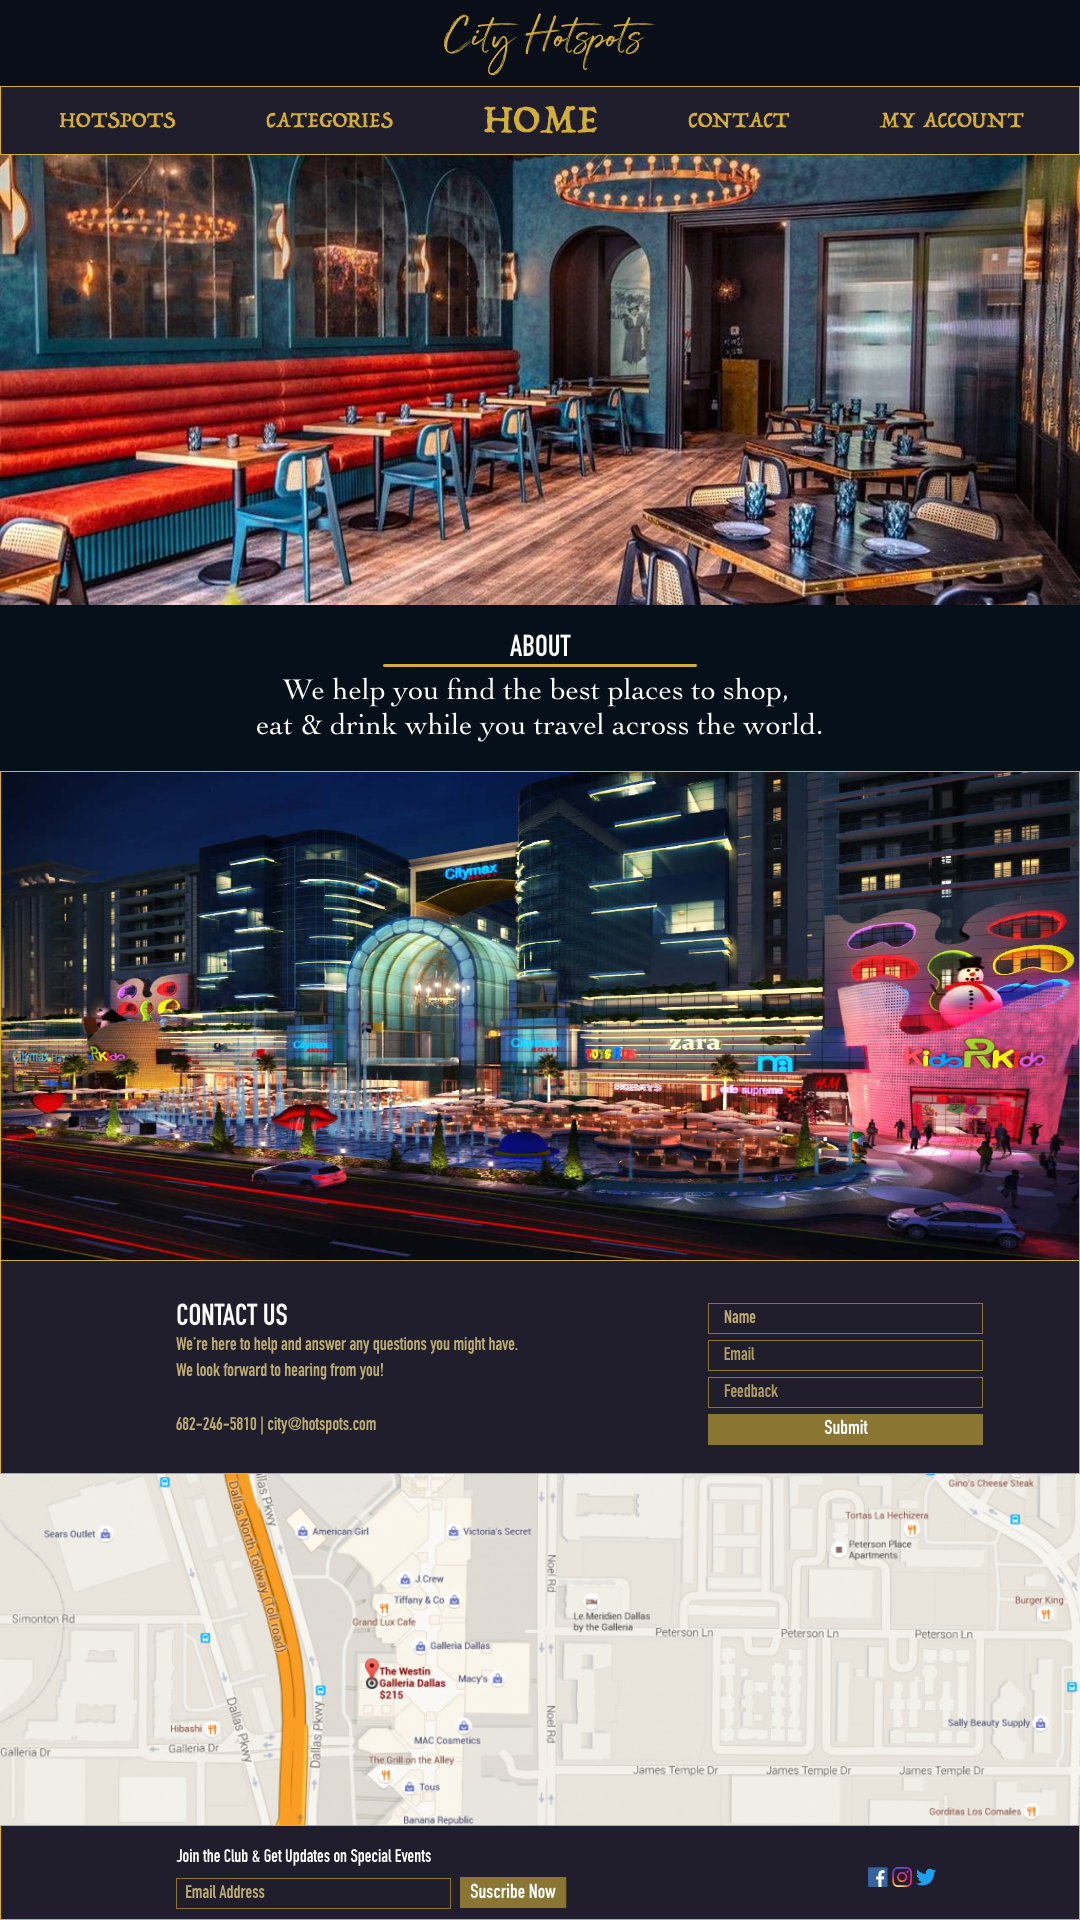 City Hotspots
HOTSPOTS
CATEGORIES
HOME
CONTACT
MY ACCOUNT
ABOUT
We help you find the best places to shop,
eat & drink while you travel across the world.
Citymax
Citymax
Citymax
zara
H&M
CONTACT US
We're here to help and answer any questions you might have.
We look forward to hearing from you!
682-246-5810 | city@hotspots.com
Name
Email
Feedback
Submit
Gino's Cheese Steak
Dallas North Tollway (Toll road)
llas Pkwy
Sears Outlet
American Girl
Victoria's Secret
Tortas La Hechizera
Peterson Place
Apartments
Noel Rd
J.Crew
Tiffany & Co
Grand Lux Cafe
Simonton Rd
Le Meridien Dallas
by the Galleria
Burger King
Peterson Ln
Peterson Ln
Peterson Ln
Galleria Dallas
The Westin
Galleria Dallas
$215
Macy's
Dallas Pkwy
Dallas Pkwy
Noel Rd
Hibashi
Galleria Dr
Galleria Dr
MAC Cosmetics
Sally Beauty Supply
The Grill on the Alley
James Temple Dr
James Temple Dr
James Temple Dr
Tous
Banana Republic
Gorditas Los Comales
Join the Club & Get Updates on Special Events
Email Address
Suscribe Now